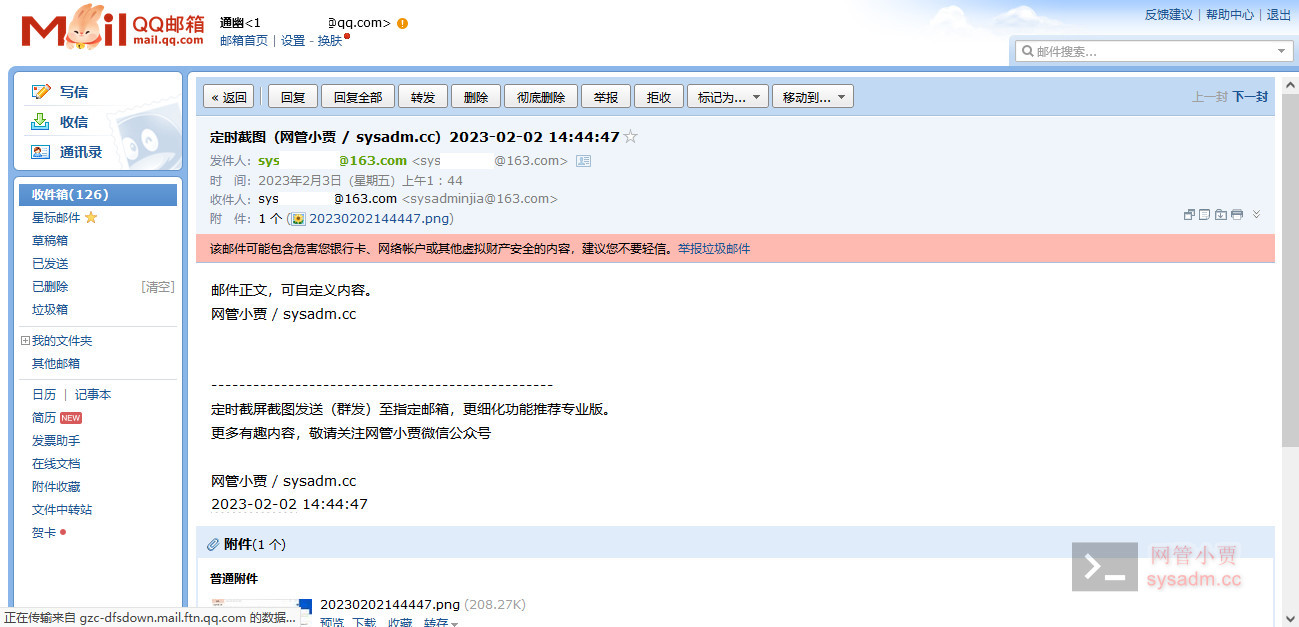 Mail QQ邮箱 mail.qq.com
通幽<1 @qq.com>
邮箱首页 | 设置 - 换肤
反馈建议 | 帮助中心 | 退出
邮件搜索...
写信
收信
通讯录
收件箱(126)
星标邮件
草稿箱
已发送
已删除 [清空]
垃圾箱
我的文件夹
其他邮箱
日历 | 记事本
简历 NEW
发票助手
在线文档
附件收藏
文件中转站
贺卡
« 返回 回复 回复全部 转发 删除 彻底删除 举报 拒收 标记为... 移动到... 上一封 下一封
定时截图（网管小贾 / sysadm.cc）2023-02-02 14:44:47
发件人：sys @163.com <sys @163.com>
时 间：2023年2月3日（星期五）上午1：44
收件人：sys @163.com <sysadminjia@163.com>
附 件：1 个 (20230202144447.png)
该邮件可能包含危害您银行卡、网络帐户或其他虚拟财产安全的内容，建议您不要轻信。举报垃圾邮件
邮件正文，可自定义内容。
网管小贾 / sysadm.cc
-------------------------------------------------
定时截屏截图发送（群发）至指定邮箱，更细化功能推荐专业版。
更多有趣内容，敬请关注网管小贾微信公众号
网管小贾 / sysadm.cc
2023-02-02 14:44:47
附件(1 个)
普通附件
20230202144447.png (208.27K)
预览 下载 收藏 转存
正在传输来自 gzc-dfsdown.mail.ftn.qq.com 的数据...
网管小贾
sysadm.cc